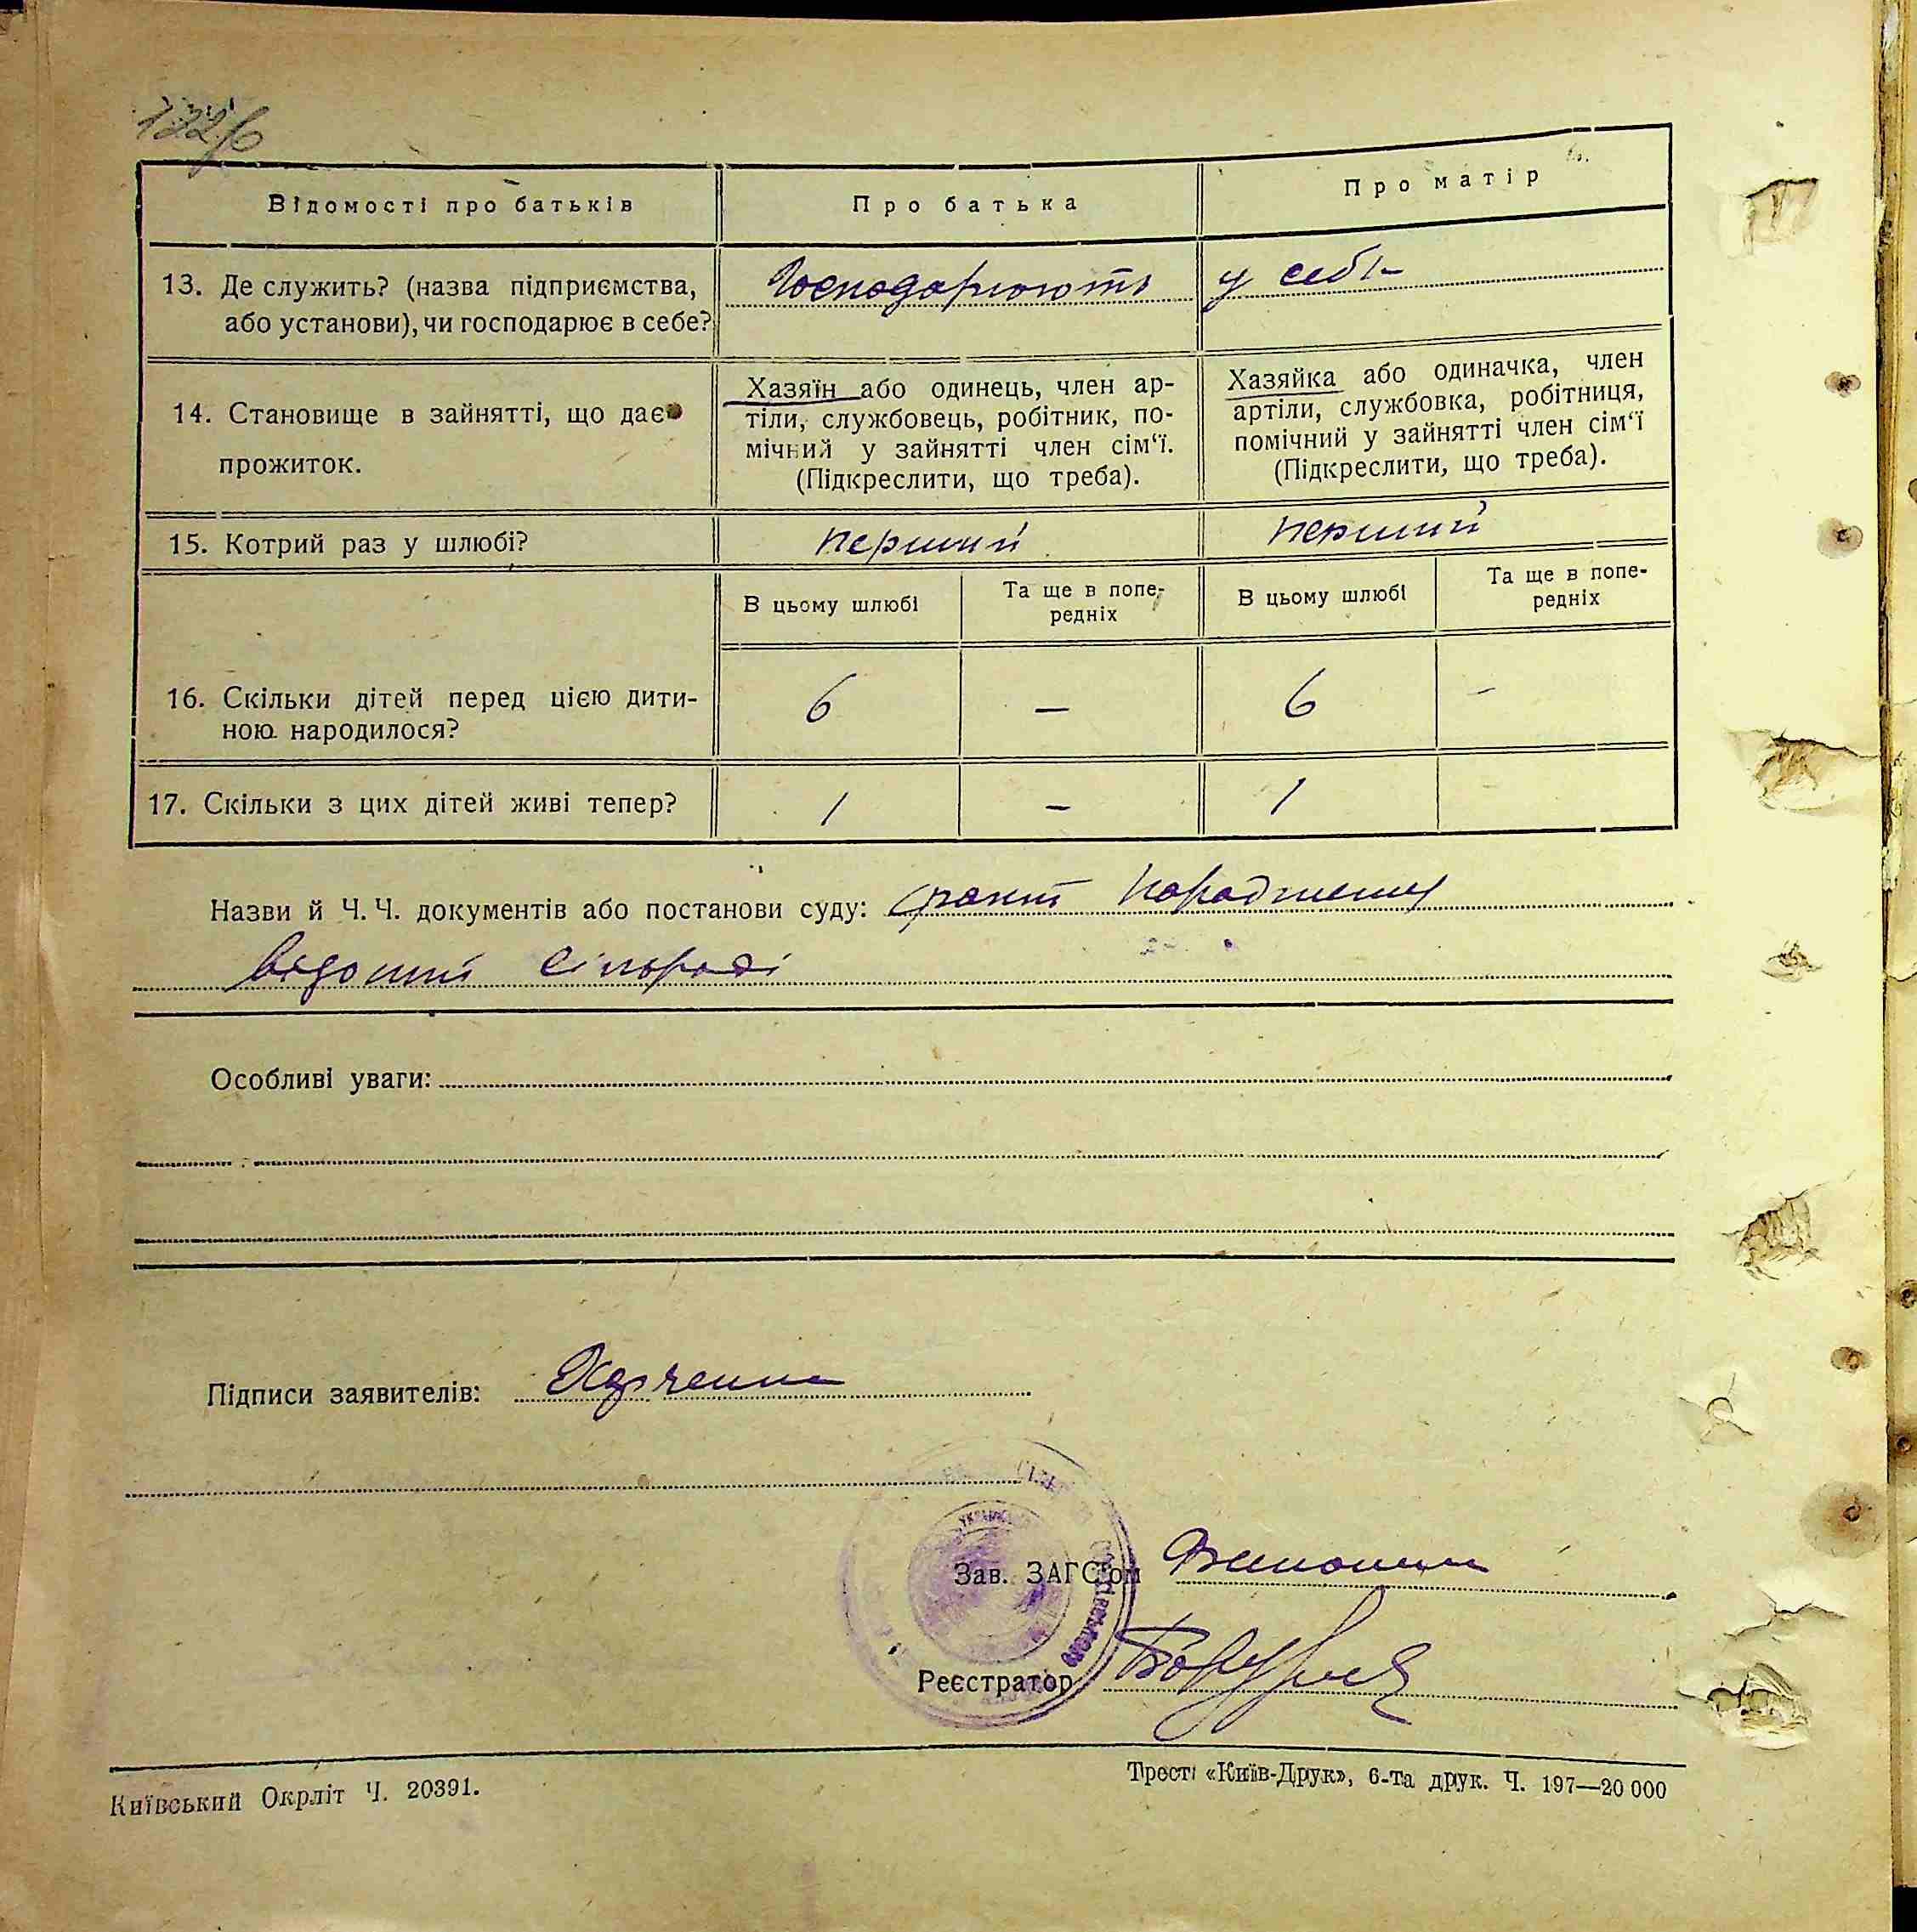 132/б
Відомості про батьків
Про батька
Про матір
13. Де служить? (назва підприємства,
або установи), чи господарює в себе?
Господарюють у себе
14. Становище в зайнятті, що дає
прожиток.
Хазяїн або одинець, член ар-
тіли, службовець, робітник, по-
мічний у зайнятті член сім‘ї.
(Підкреслити, що треба).
Хазяйка або одиначка, член
артіли, службовка, робітниця,
помічний у зайнятті член сім‘ї
(Підкреслити, що треба).
15. Котрий раз у шлюбі?
перший
перший
В цьому шлюбі
Та ще в попе-
редніх
В цьому шлюбі
Та ще в попе-
редніх
16. Скільки дітей перед цією дити-
ною народилося?
6
—
6
-
17. Скільки з цих дітей живі тепер?
1
—
1
Назви й Ч. Ч. документів або постанови суду: факт народження
відомий сільраді
Особливі уваги:
Підписи заявителів:
Зав. ЗАГС'ом
Реєстратор
Київський Окрліт Ч. 20391.
Трест «Київ-Друк», 6-та друк. Ч. 197—20 000